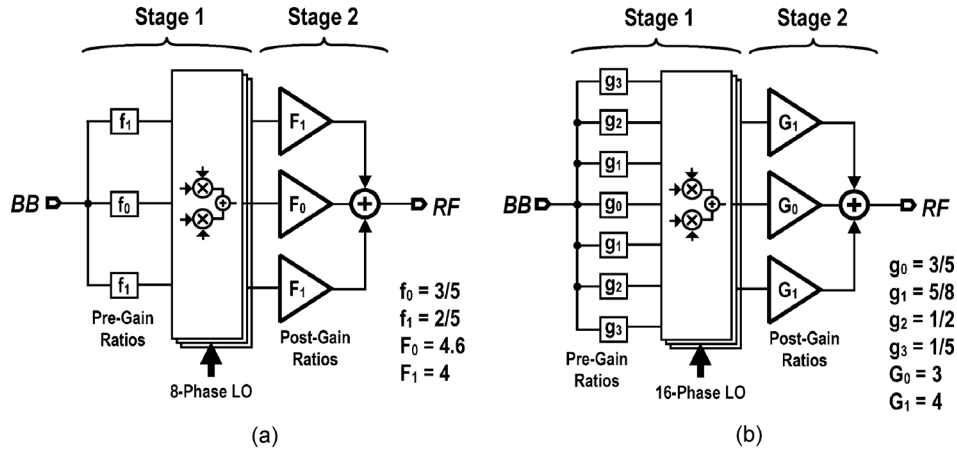 Stage 1 Stage 2
f1
f0
f1
BB
F1
F0
F1
RF
Pre-Gain
Ratios
Post-Gain
Ratios
8-Phase LO
f0 = 3/5
f1 = 2/5
F0 = 4.6
F1 = 4
(a)
Stage 1 Stage 2
g3
g2
g1
g0
g1
g2
g3
BB
G1
G0
G1
RF
Pre-Gain
Ratios
Post-Gain
Ratios
16-Phase LO
g0 = 3/5
g1 = 5/8
g2 = 1/2
g3 = 1/5
G0 = 3
G1 = 4
(b)